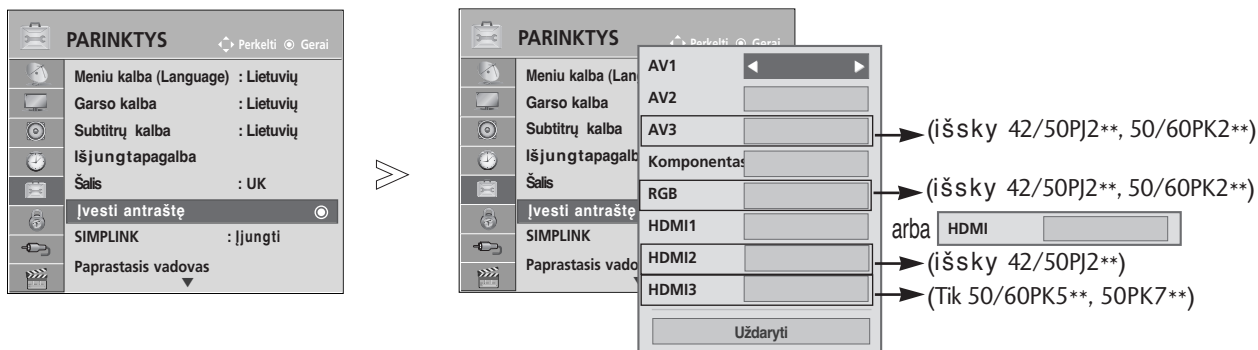 PARINKTYS Perkelti Gerai
Meniu kalba (Language) : Lietuvių
Garso kalba : Lietuvių
Subtitrų kalba : Lietuvių
Išjungtapagalba
Šalis : UK
Įvesti antraštę
SIMPLINK : Įjungti
Paprastasis vadovas
PARINKTYS Perkelti Gerai
Meniu kalba (Lan
Garso kalba
Subtitrų kalba
Išjungtapagalb
Šalis
Įvesti antraštę
SIMPLINK
Paprastasis vado
AV1
AV2
AV3
Komponentas
RGB
HDMI1
HDMI2
HDMI3
Uždaryti
(išsky 42/50PJ2**, 50/60PK2**)
(išsky 42/50PJ2**, 50/60PK2**)
arba HDMI
(išsky 42/50PJ2**)
(Tik 50/60PK5**, 50PK7**)